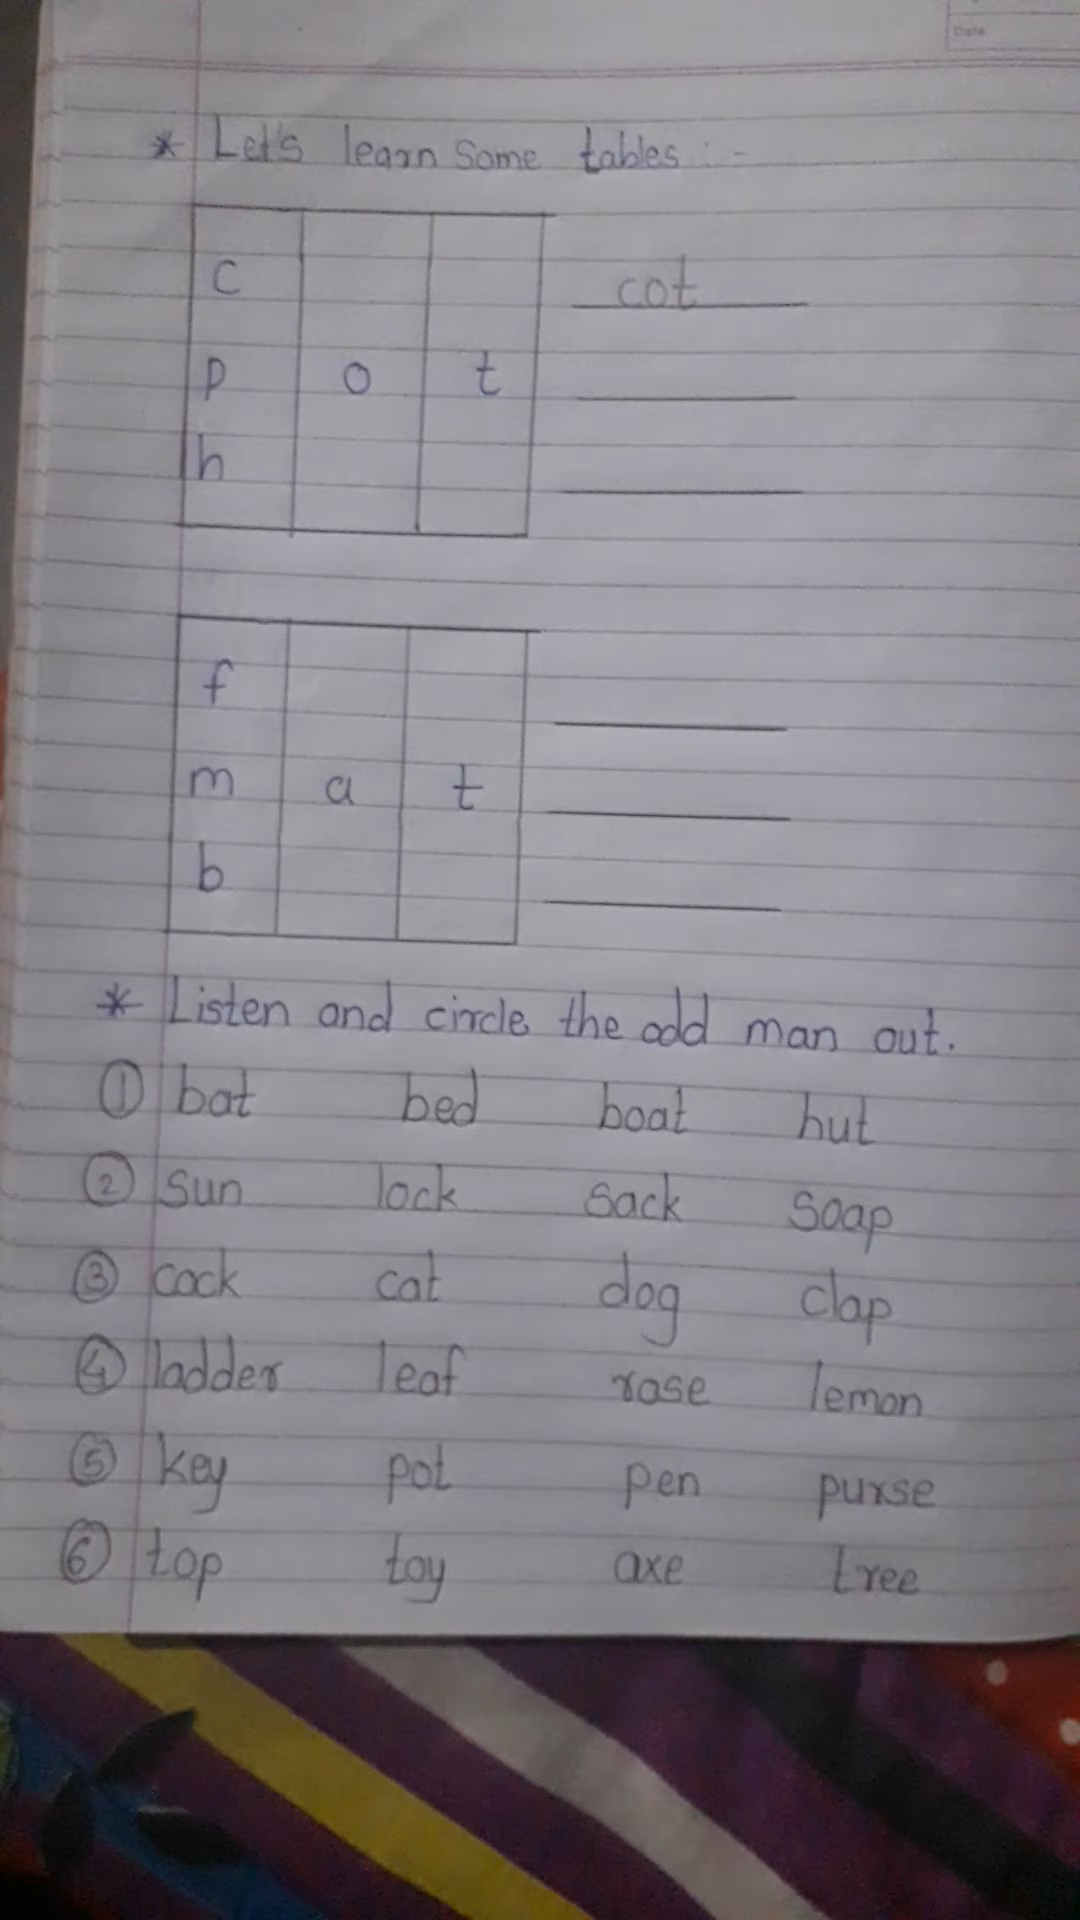 Date
* Let's learn some tables :-
c
cot
p o t
h
f
m a t
b
* Listen and circle the odd man out.
① bat bed boat hut
② sun lock sack soap
③ cock cat dog clap
④ ladder leaf rose lemon
⑤ key pot pen purse
⑥ top toy axe tree